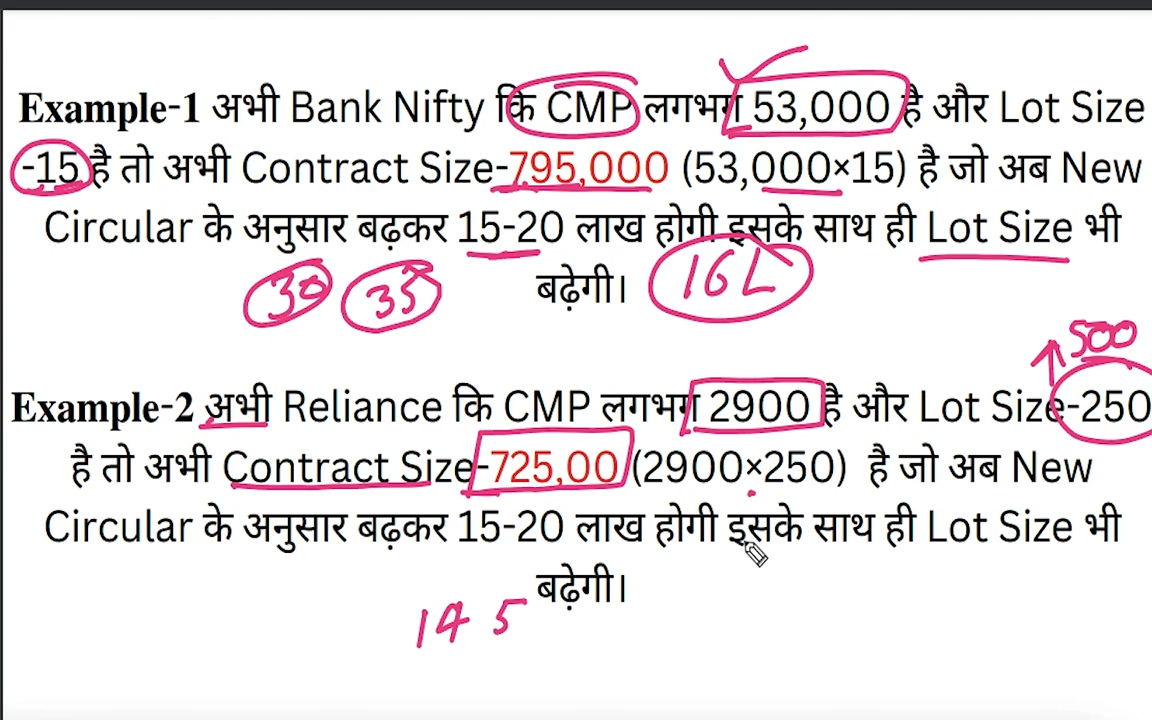 Example-1 अभी Bank Nifty कि CMP लगभग 53,000 है और Lot Size
-15 है तो अभी Contract Size-795,000 (53,000×15) है जो अब New
Circular के अनुसार बढ़कर 15-20 लाख होगी इसके साथ ही Lot Size भी
बढ़ेगी।
30 35 16L
500
Example-2 अभी Reliance कि CMP लगभग 2900 है और Lot Size-250
है तो अभी Contract Size-725,00 (2900×250) है जो अब New
Circular के अनुसार बढ़कर 15-20 लाख होगी इसके साथ ही Lot Size भी
बढ़ेगी।
14 5